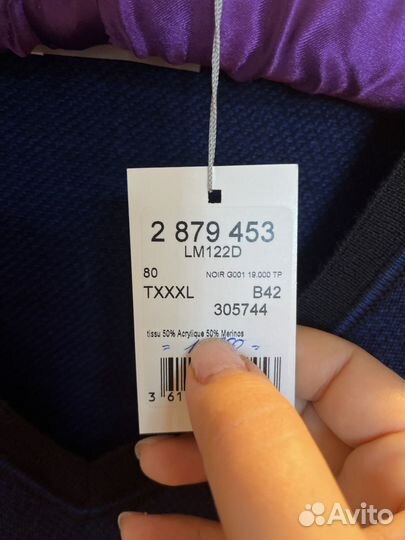 2 879 453
LM122D
80 NOIR G001 19.000 TP
TXXXL B42
305744
tissu 50% Acrylique 50% Merinos
3 61
Avito